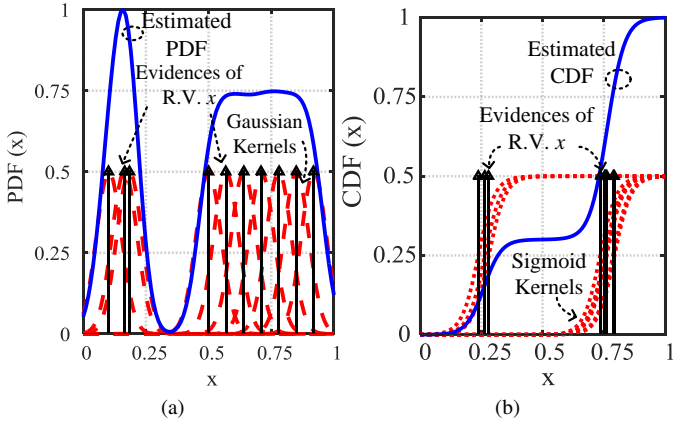 1
0.75
0.5
0.25
0
PDF (x)
Estimated
PDF
Evidences of
R.V. x
Gaussian
Kernels
0
0.25
0.5
0.75
1
x
(a)
1
0.75
0.5
0.25
0
CDF (x)
Estimated
CDF
Evidences of
R.V. x
Sigmoid
Kernels
0
0.25
0.5
0.75
1
x
(b)